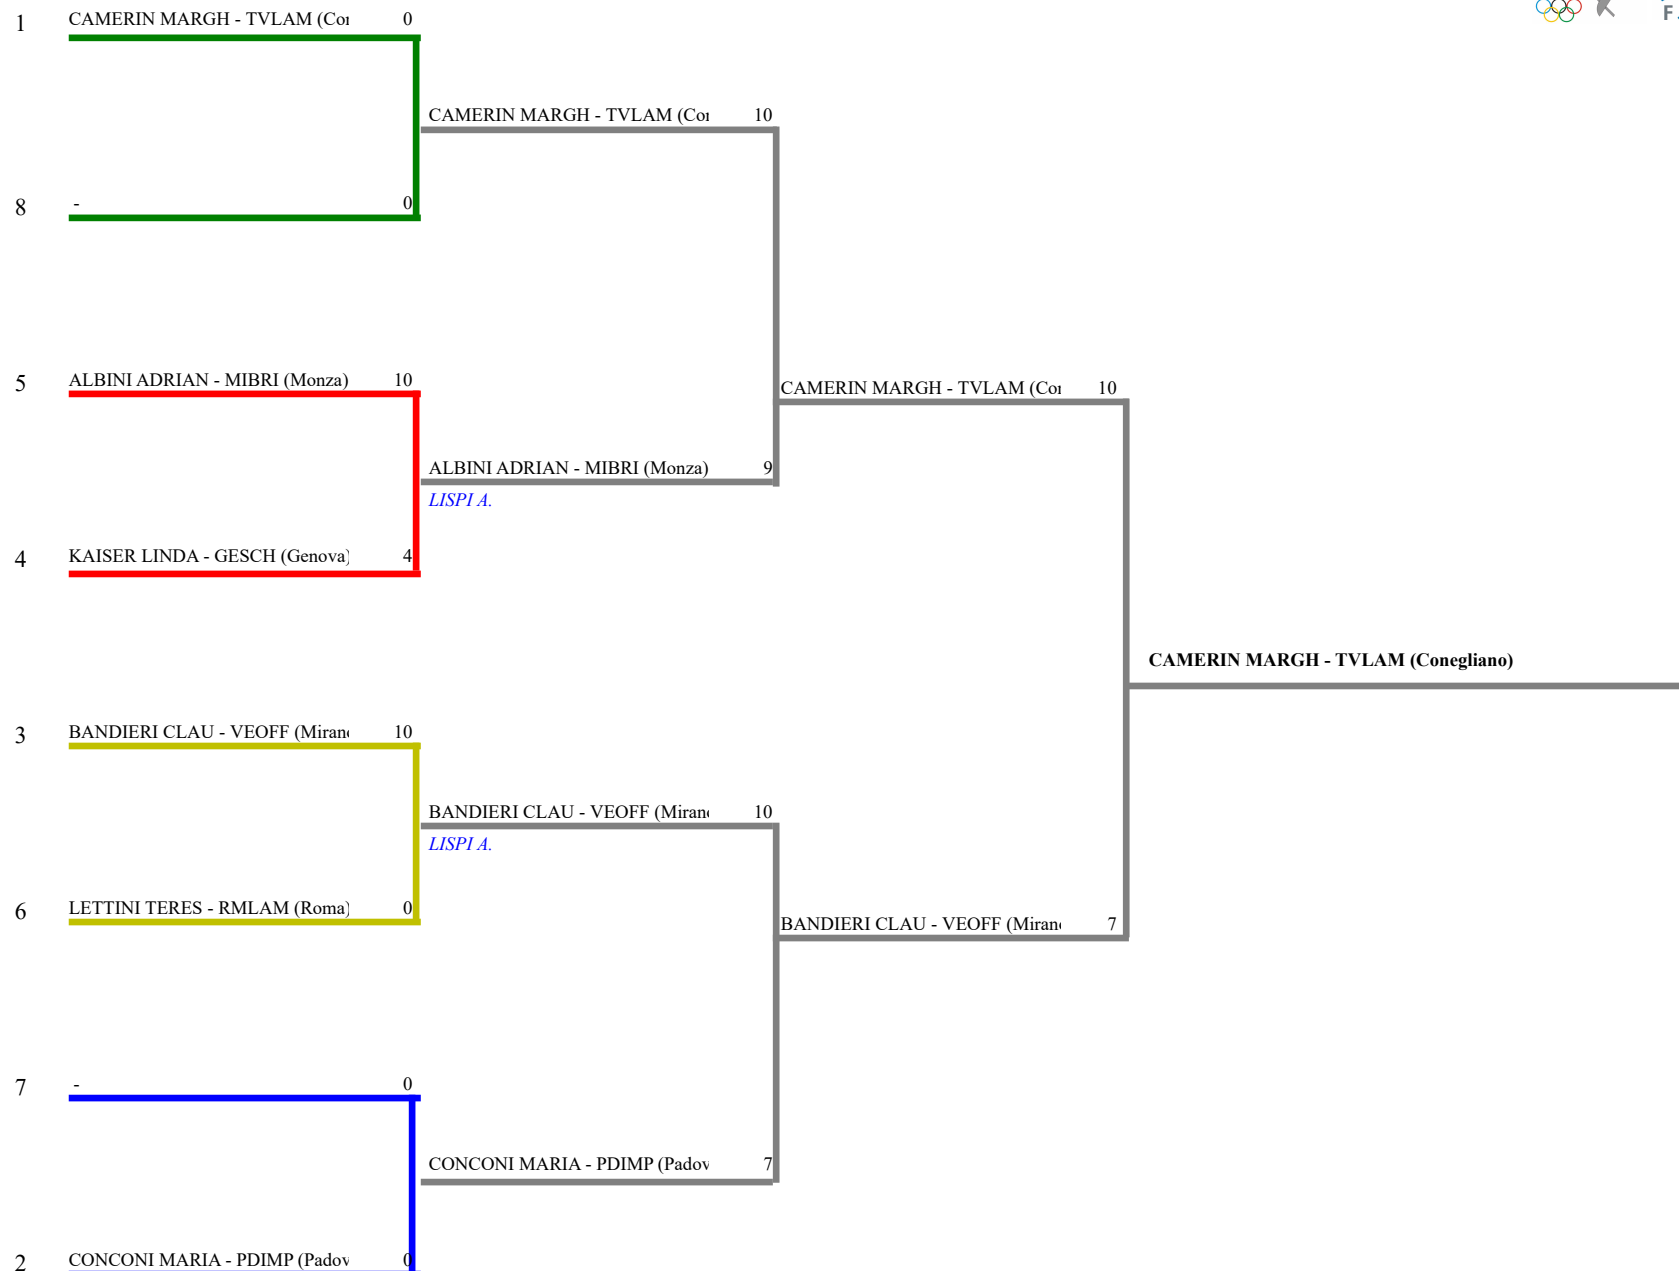 1 CAMERIN MARGH - TVLAM (Co 0
F
CAMERIN MARGH - TVLAM (Co 10
8 - 0
5 ALBINI ADRIAN - MIBRI (Monza) 10
CAMERIN MARGH - TVLAM (Co 10
ALBINI ADRIAN - MIBRI (Monza) 9
LISPI A.
4 KAISER LINDA - GESCH (Genova) 4
CAMERIN MARGH - TVLAM (Conegliano)
3 BANDIERI CLAU - VEOFF (Miran 10
BANDIERI CLAU - VEOFF (Miran 10
LISPI A.
6 LETTINI TERES - RMLAM (Roma) 0
BANDIERI CLAU - VEOFF (Miran 7
7 - 0
CONCONI MARIA - PDIMP (Padov 7
2 CONCONI MARIA - PDIMP (Padov 0